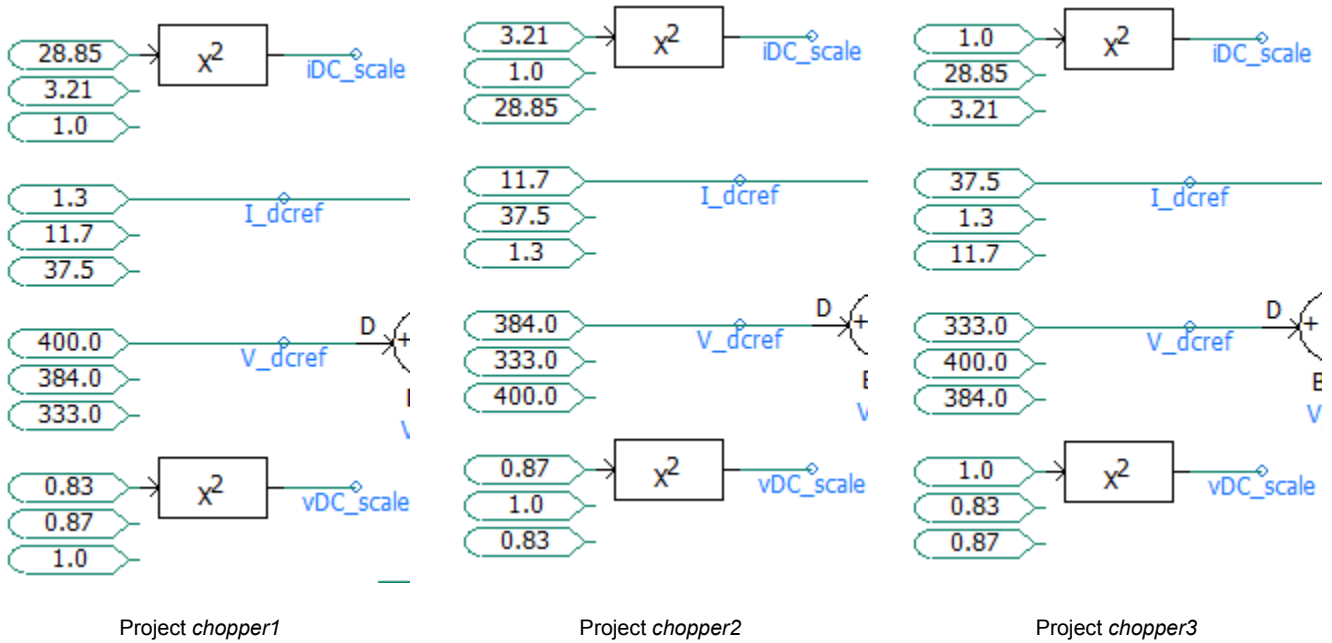 28.85
X²
iDC_scale
3.21
1.0
1.3
I_dcref
11.7
37.5
D
400.0
V_dcref
+
384.0
333.0
0.83
X²
vDC_scale
0.87
1.0
Project chopper1
3.21
X²
iDC_scale
1.0
28.85
11.7
I_dcref
37.5
1.3
D
384.0
V_dcref
+
333.0
400.0
0.87
X²
vDC_scale
1.0
0.83
Project chopper2
1.0
X²
iDC_scale
28.85
3.21
37.5
I_dcref
1.3
11.7
D
333.0
V_dcref
+
400.0
B
384.0
V
1.0
X²
vDC_scale
0.83
0.87
Project chopper3